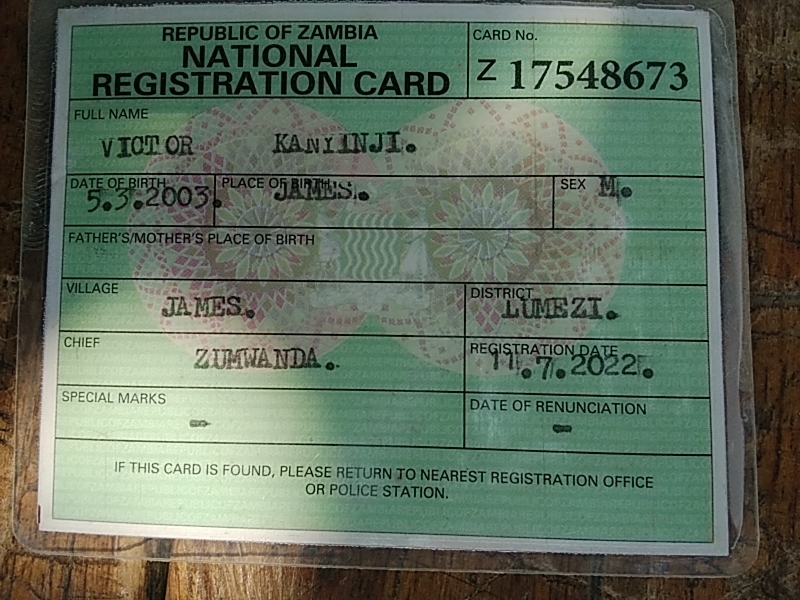 REPUBLIC OF ZAMBIA
NATIONAL
REGISTRATION CARD
CARD No.
Z 17548673
FULL NAME
VICTOR KANYINJI.
DATE OF BIRTH
5.3.2003.
PLACE OF BIRTH
JAMES.
SEX M.
FATHER'S/MOTHER'S PLACE OF BIRTH
VILLAGE
JAMES.
DISTRICT
LUMEZI.
CHIEF
ZUMWANDA.
REGISTRATION DATE
11.7.2022.
SPECIAL MARKS
-
DATE OF RENUNCIATION
-
IF THIS CARD IS FOUND, PLEASE RETURN TO NEAREST REGISTRATION OFFICE
OR POLICE STATION.